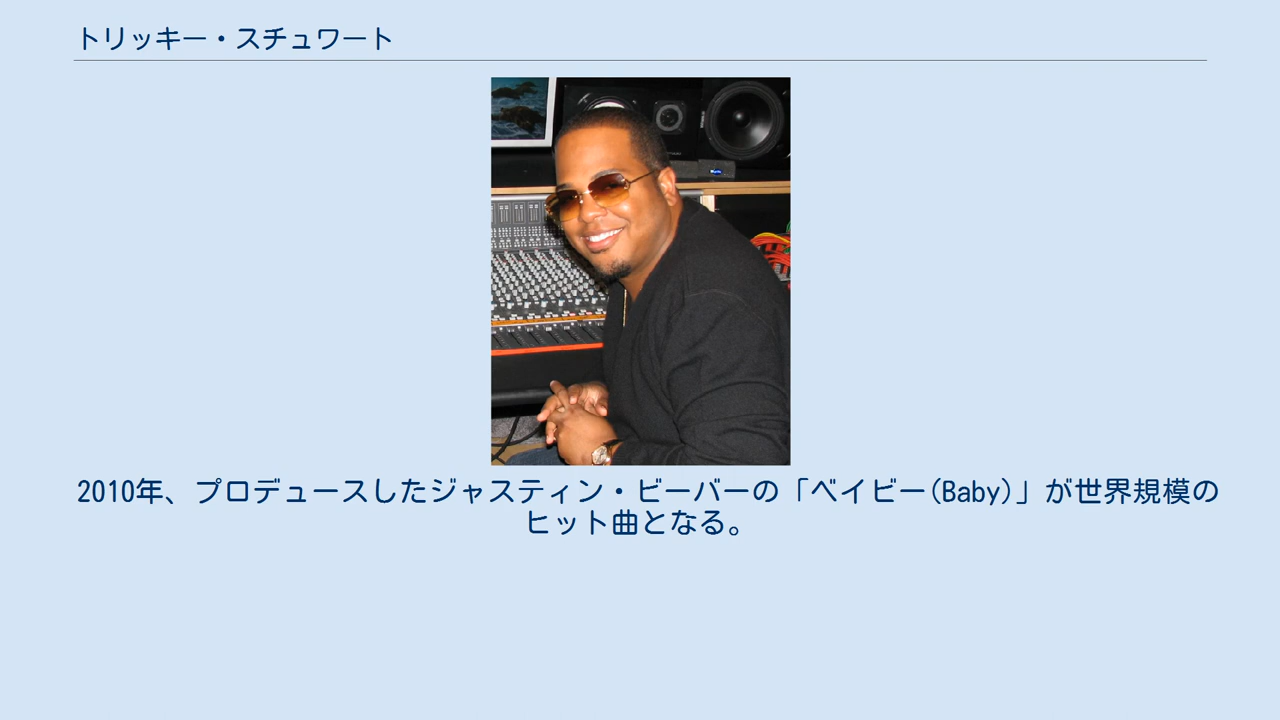 トリッキー・スチュワート
2010年、プロデュースしたジャスティン・ビーバーの「ベイビー(Baby)」が世界規模の
ヒット曲となる。